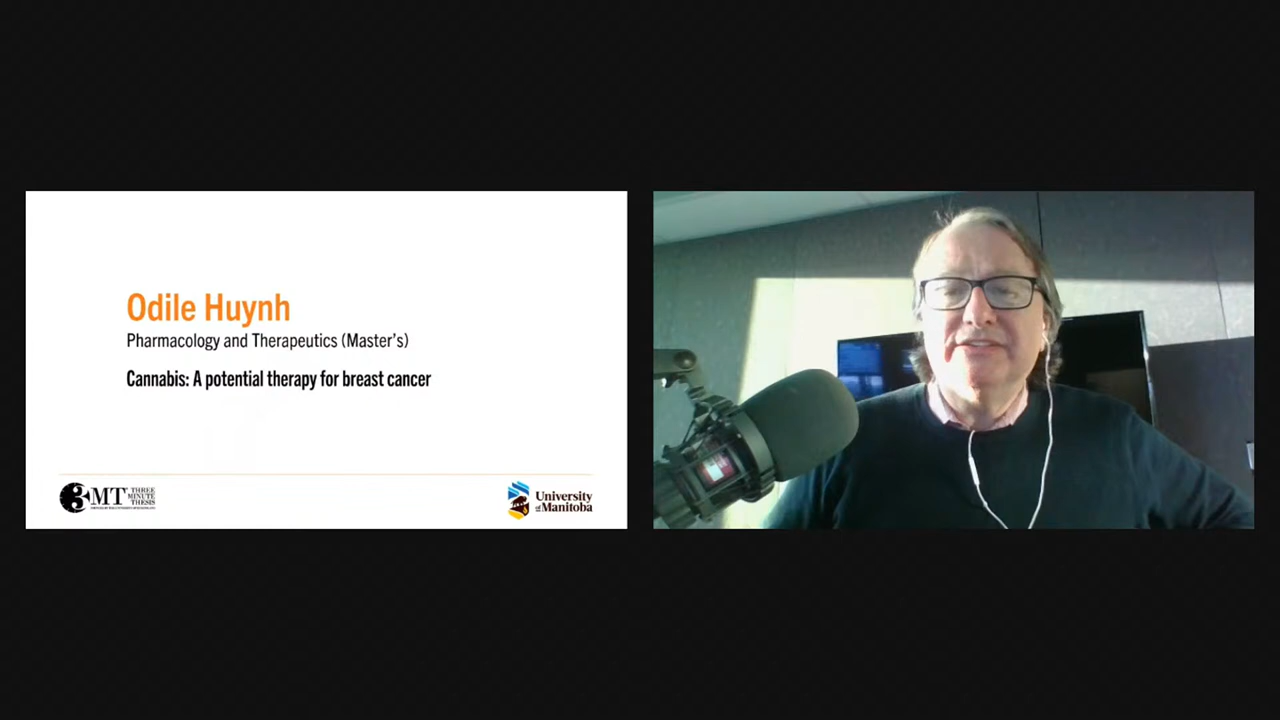 Odile Huynh
Pharmacology and Therapeutics (Master's)
Cannabis: A potential therapy for breast cancer
3MT THREE
MINUTE
THESIS
University
of Manitoba